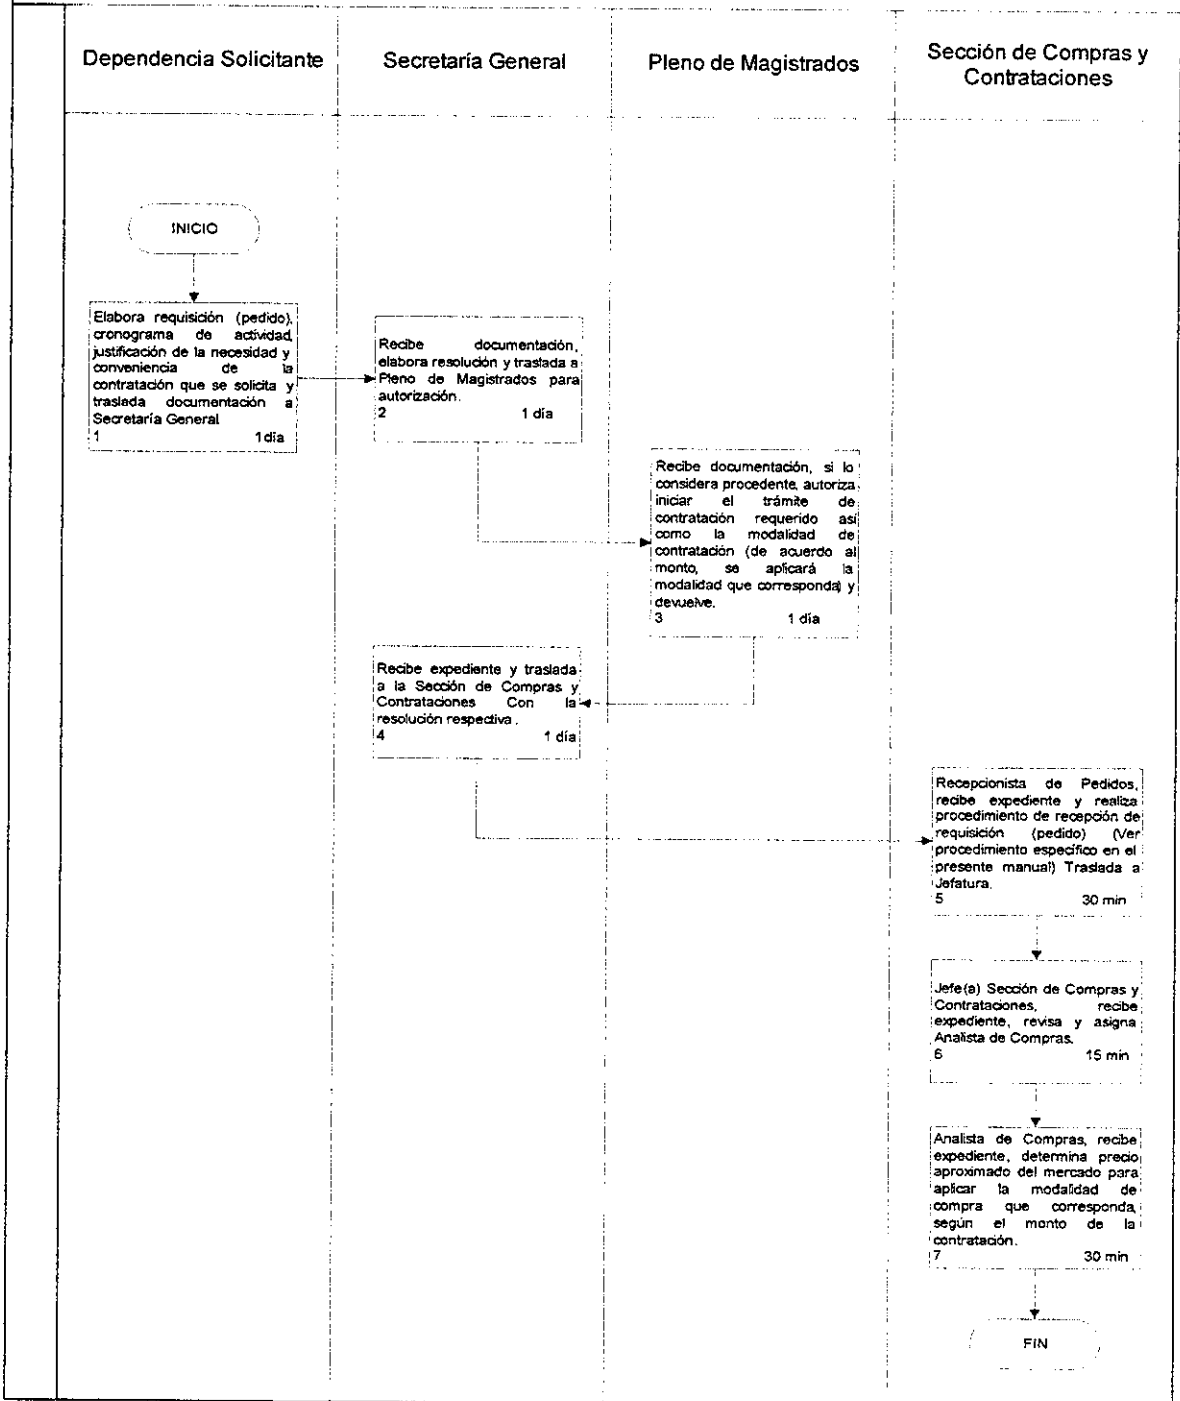 Dependencia Solicitante
Secretaría General
Pleno de Magistrados
Sección de Compras y
Contrataciones
INICIO
Elabora requisición (pedido),
cronograma de actividad,
justificación de la necesidad y
conveniencia de la
contratación que se solicita y
traslada documentación a
Secretaría General
1 1día
Recibe documentación,
elabora resolución y traslada a
Pleno de Magistrados para
autorización.
2 1 día
Recibe documentación, si lo
considera procedente, autoriza
iniciar el trámite de
contratación requerido así
como la modalidad de
contratación (de acuerdo al
monto, se aplicará la
modalidad que corresponda) y
devuelve.
3 1 día
Recibe expediente y traslada
a la Sección de Compras y
Contrataciones Con la
resolución respectiva .
4 1 día
Recepcionista de Pedidos,
recibe expediente y realiza
procedimiento de recepción de
requisición (pedido) (Ver
procedimiento específico en el
presente manual) Traslada a
Jefatura.
5 30 min
Jefe(a) Sección de Compras y
Contrataciones, recibe
expediente, revisa y asigna
Analista de Compras.
6 15 min
Analista de Compras, recibe
expediente, determina precio
aproximado del mercado para
aplicar la modalidad de
compra que corresponda,
según el monto de la
contratación.
7 30 min
FIN